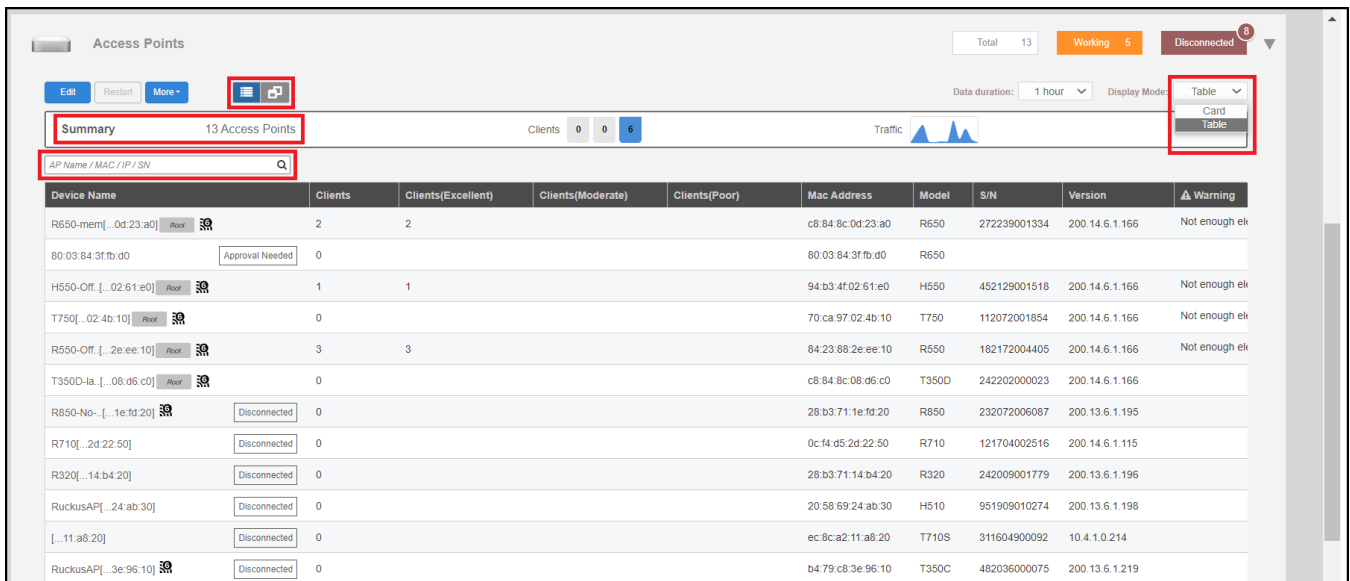 Access Points Total 13 Working 5 Disconnected 8
Edit Restart More Data duration: 1 hour Display Mode: Table
Card
Table
Summary 13 Access Points Clients 0 0 6 Traffic
AP Name / MAC / IP / SN
Device Name Clients Clients(Excellent) Clients(Moderate) Clients(Poor) Mac Address Model S/N Version Warning
R650-mem[...0d:23:a0] Root 2 2 c8:84:8c:0d:23:a0 R650 272239001334 200.14.6.1.166 Not enough ele
80:03:84:3f:fb:d0 Approval Needed 0 80:03:84:3f:fb:d0 R650
H550-Off..[...02:61:e0] Root 1 1 94:b3:4f:02:61:e0 H550 452129001518 200.14.6.1.166 Not enough ele
T750[...02:4b:10] Root 0 70:ca:97:02:4b:10 T750 112072001854 200.14.6.1.166 Not enough ele
R550-Off..[...2e:ee:10] Root 3 3 84:23:88:2e:ee:10 R550 182172004405 200.14.6.1.166 Not enough ele
T350D-la..[...08:d6:c0] Root 0 c8:84:8c:08:d6:c0 T350D 242202000023 200.14.6.1.166
R850-No-..[...1e:fd:20] Disconnected 0 28:b3:71:1e:fd:20 R850 232072006087 200.13.6.1.195
R710[...2d:22:50] Disconnected 0 0c:f4:d5:2d:22:50 R710 121704002516 200.14.6.1.115
R320[...14:b4:20] Disconnected 0 28:b3:71:14:b4:20 R320 242009001779 200.13.6.1.196
RuckusAP[...24:ab:30] Disconnected 0 20:58:69:24:ab:30 H510 951909010274 200.13.6.1.198
[...11:a8:20] Disconnected 0 ec:8c:a2:11:a8:20 T710S 311604900092 10.4.1.0.214
RuckusAP[...3e:96:10] Disconnected 0 b4:79:c8:3e:96:10 T350C 482036000075 200.13.6.1.219